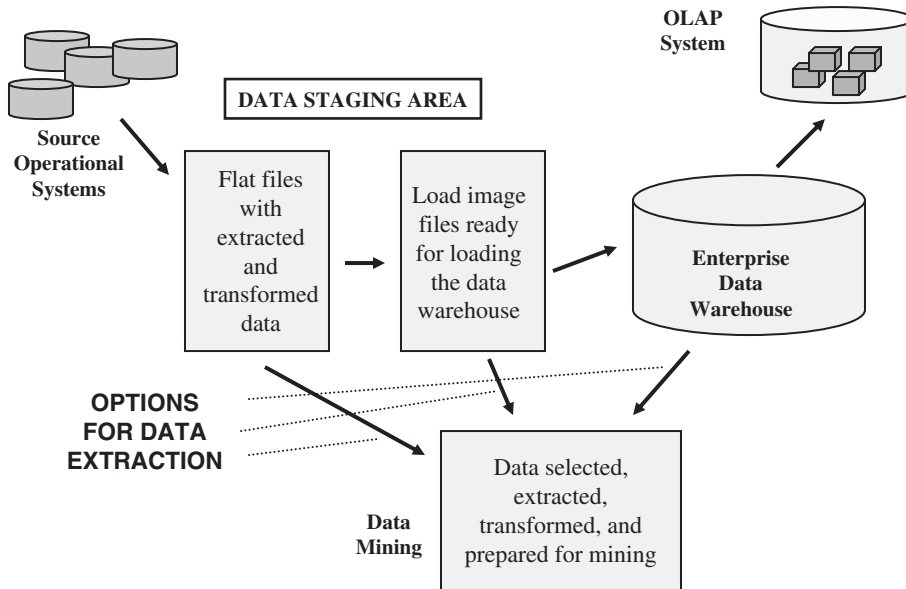 OLAP
System
DATA STAGING AREA
Source
Operational
Systems
Flat files
with
extracted
and
transformed
data
Load image
files ready
for loading
the data
warehouse
Enterprise
Data
Warehouse
OPTIONS
FOR DATA
EXTRACTION
Data
Mining
Data selected,
extracted,
transformed, and
prepared for mining